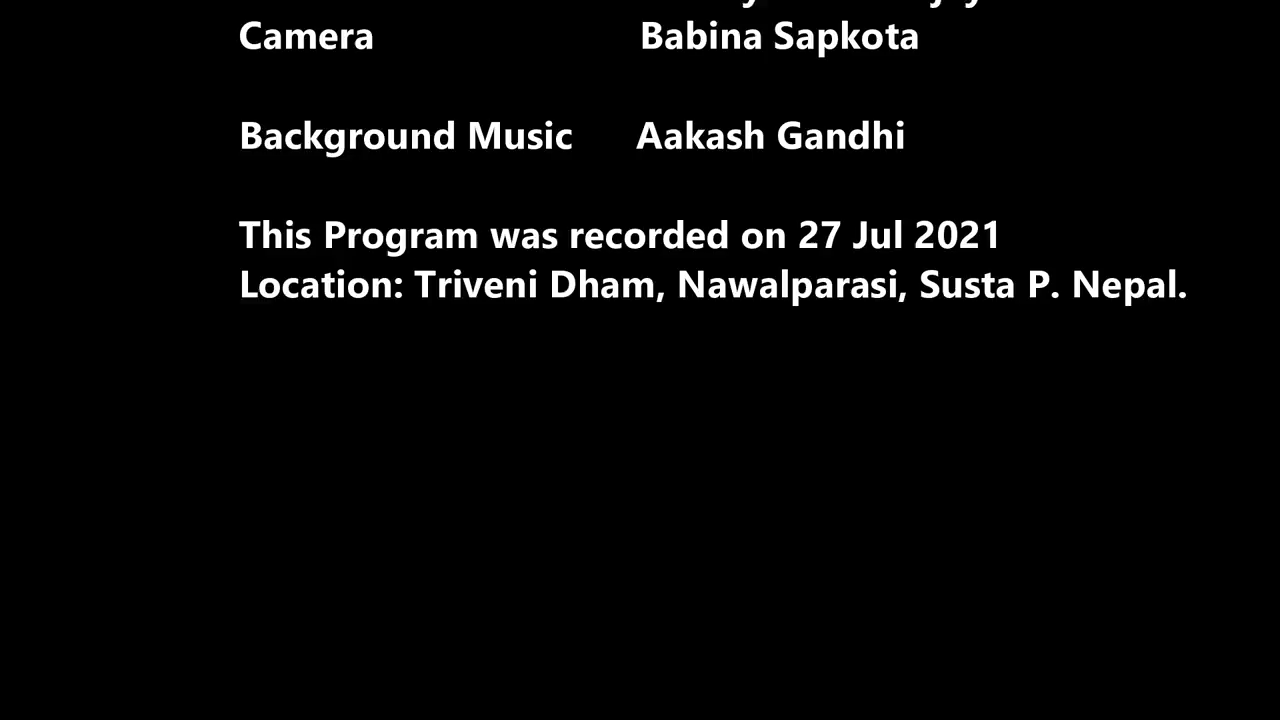 Camera Babina Sapkota
Background Music Aakash Gandhi
This Program was recorded on 27 Jul 2021
Location: Triveni Dham, Nawalparasi, Susta P. Nepal.